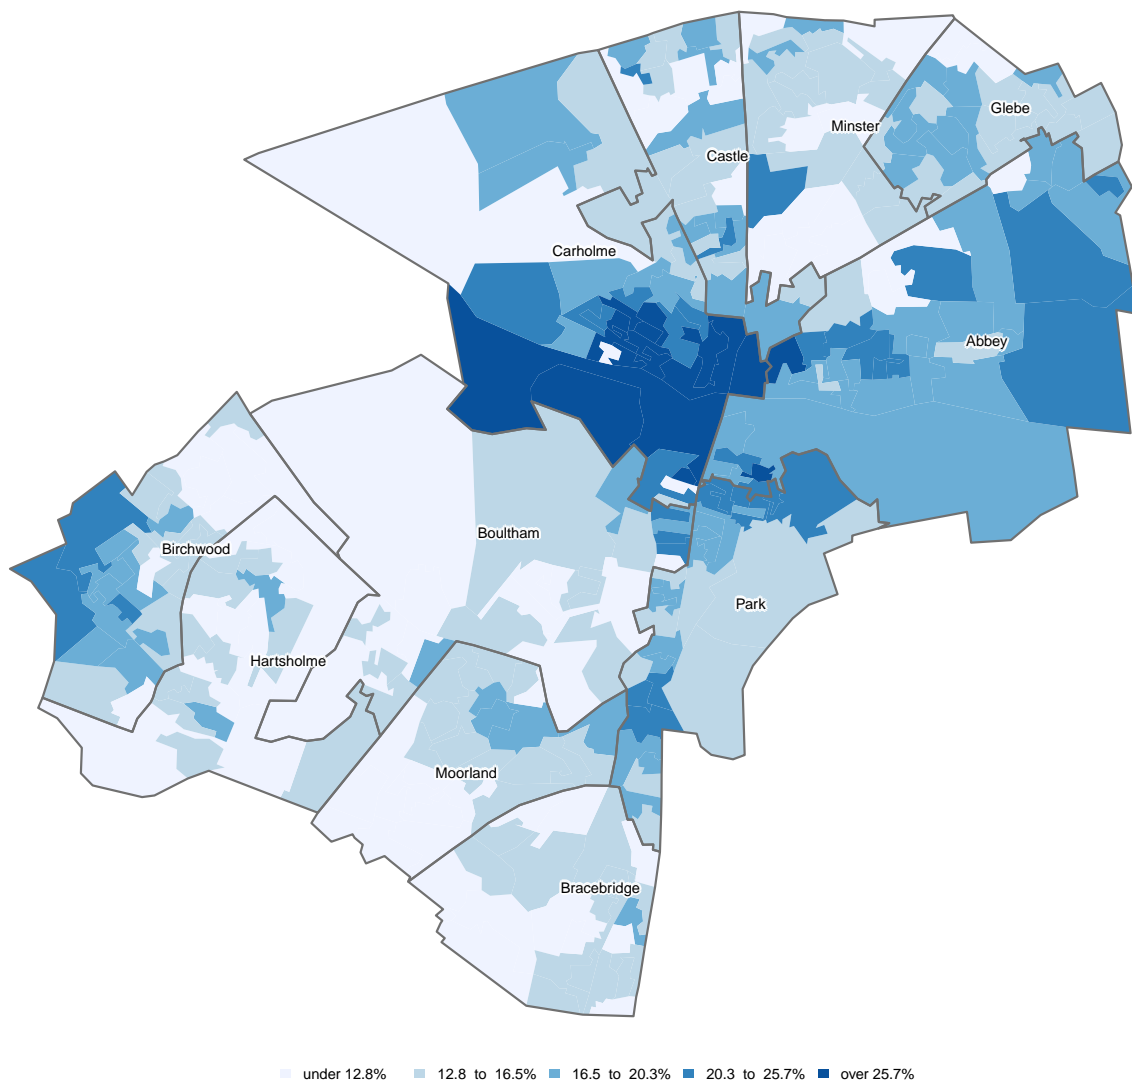 Glebe
Minster
Castle
Carholme
Abbey
Boultham
Birchwood
Park
Hartsholme
Moorland
Bracebridge
under 12.8% 12.8 to 16.5% 16.5 to 20.3% 20.3 to 25.7% over 25.7%